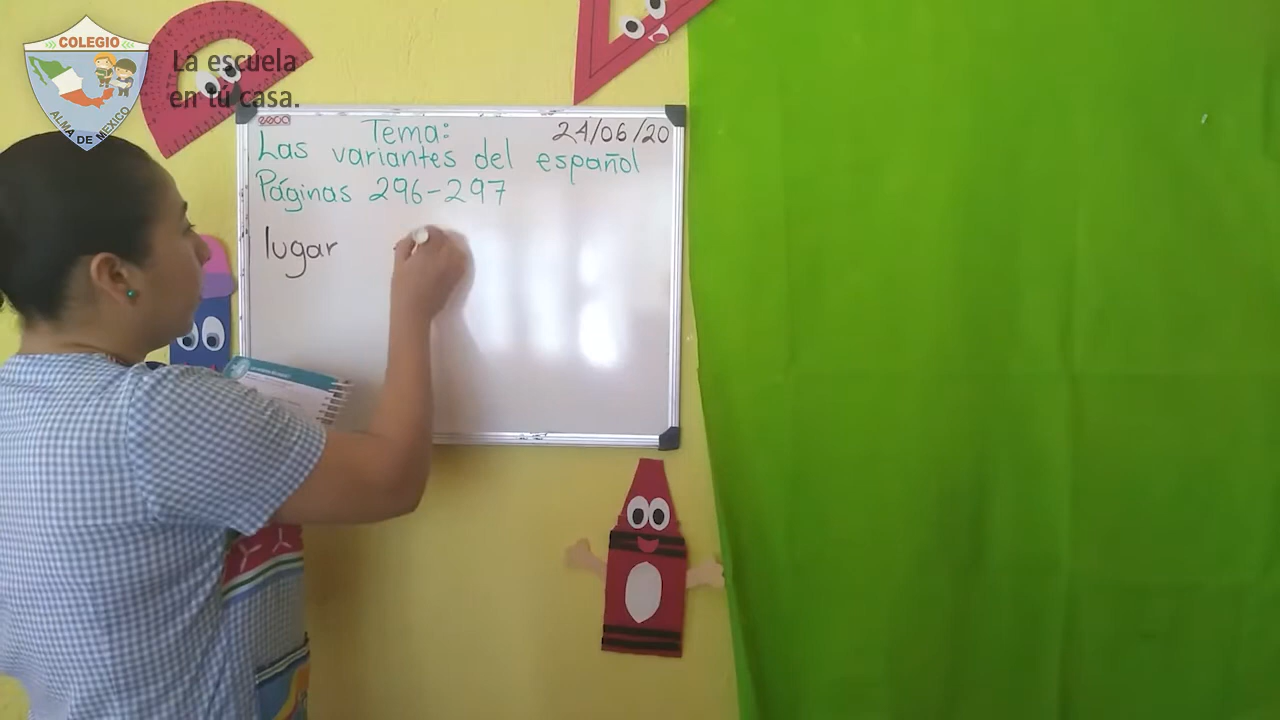 COLEGIO
ALMA DE MEXICO
La escuela
en tu casa.
Tema:
24/06/20
Las variantes del español
Páginas 296-297
lugar